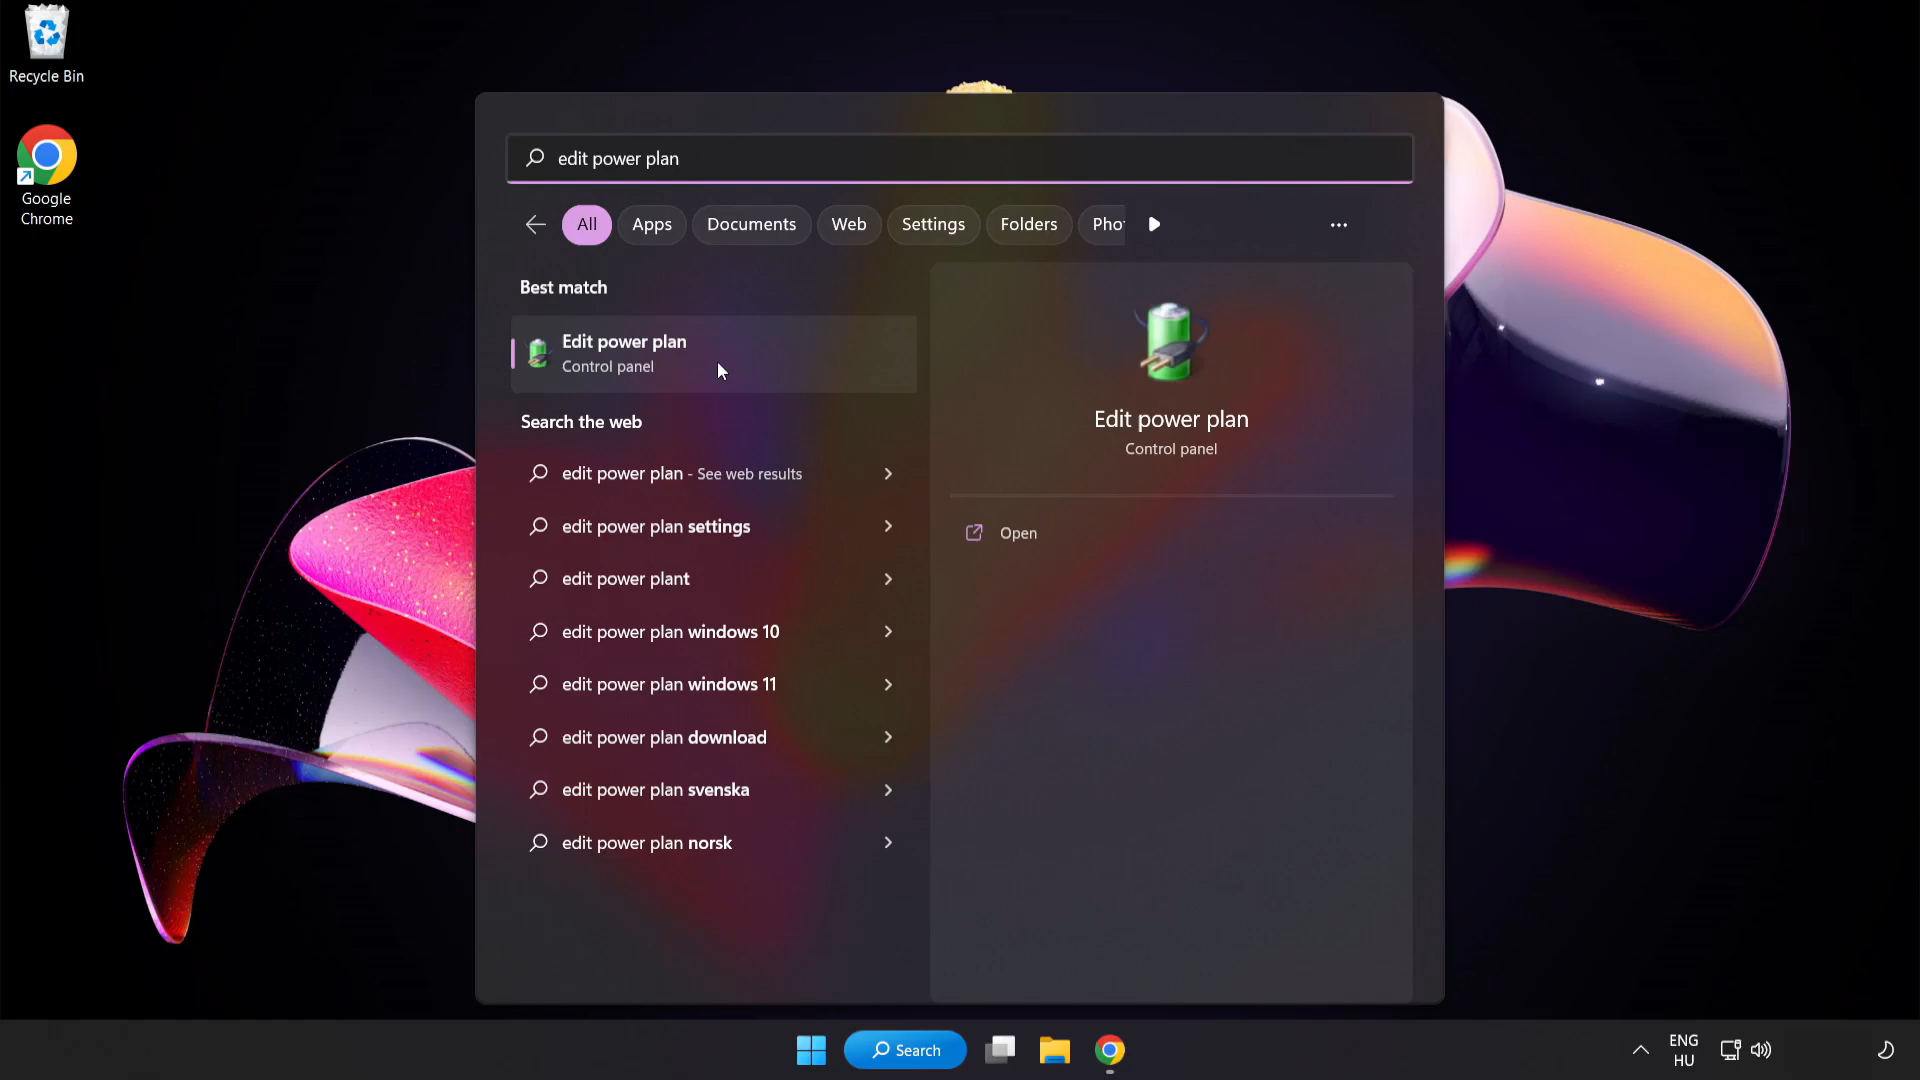 Recycle Bin
Google
Chrome
edit power plan
All
Apps
Documents
Web
Settings
Folders
Pho
Best match
Edit power plan
Control panel
Search the web
edit power plan - See web results
edit power plan settings
edit power plant
edit power plan windows 10
edit power plan windows 11
edit power plan download
edit power plan svenska
edit power plan norsk
Edit power plan
Control panel
Open
Search
ENG
HU